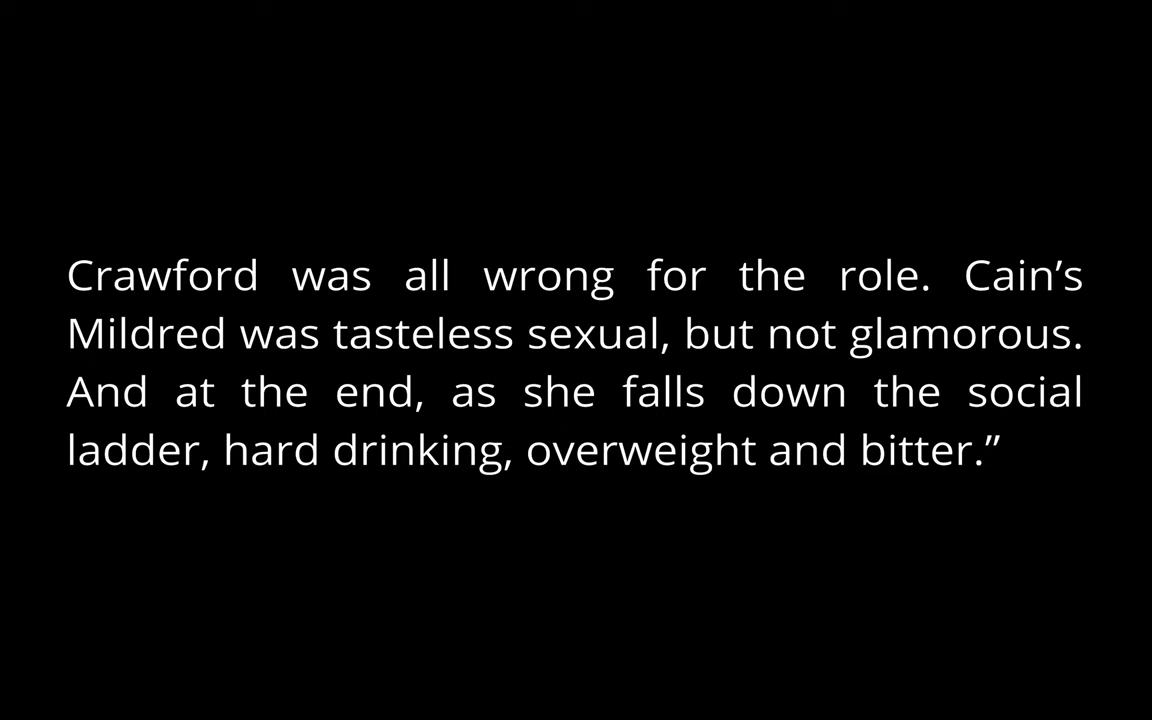 Crawford was all wrong for the role. Cain’s
Mildred was tasteless sexual, but not glamorous.
And at the end, as she falls down the social
ladder, hard drinking, overweight and bitter.”